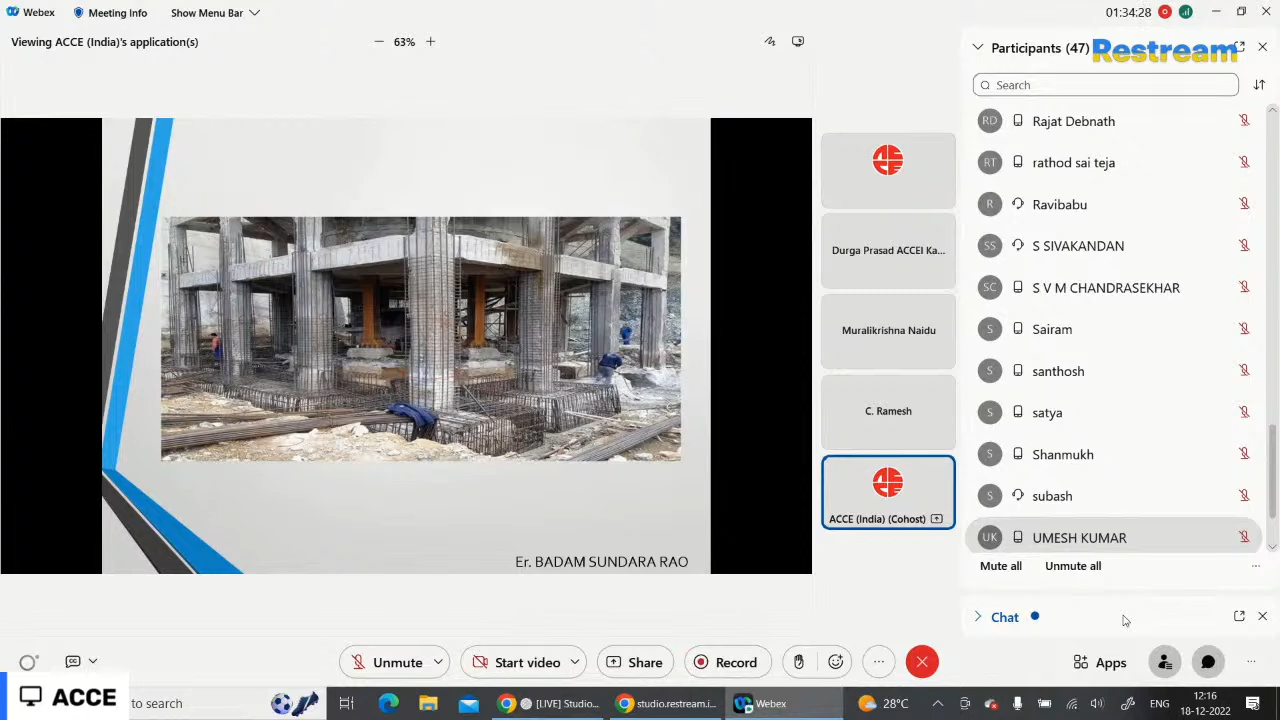 Webex
Meeting Info
Show Menu Bar
01:34:28
Viewing ACCE (India)'s application(s)
63%
Participants (47)
Restream
Search
RD Rajat Debnath
RT rathod sai teja
R Ravibabu
SS S SIVAKANDAN
SC S V M CHANDRASEKHAR
S Sairam
S santhosh
S satya
S Shanmukh
S subash
UK UMESH KUMAR
Mute all Unmute all
Chat
Durga Prasad ACCEI Ka...
Muralikrishna Naidu
C. Ramesh
ACCE (India) (Cohost)
Er. BADAM SUNDARA RAO
Unmute
Start video
Share
Record
Apps
ACCE
to search
[LIVE] Studio...
studio.restream.i...
Webex
28°C
ENG
12:16
18-12-2022